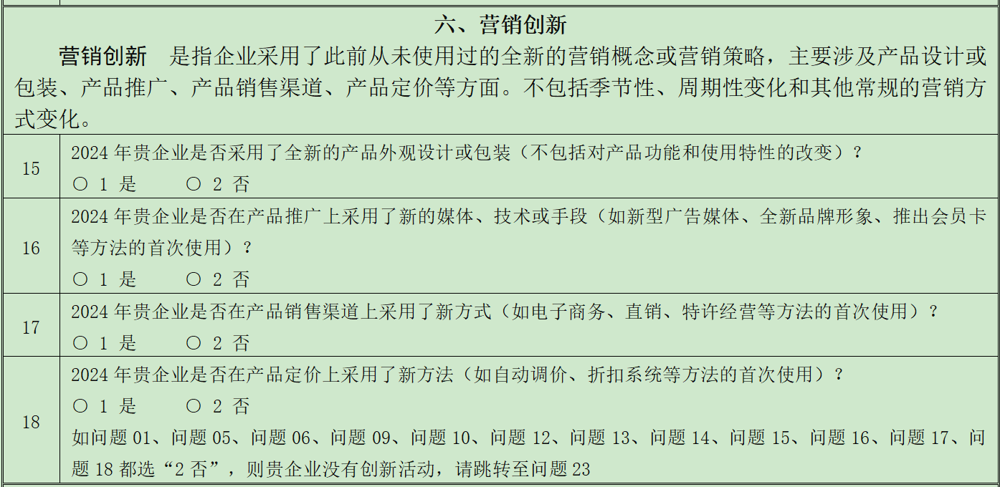 六、营销创新
营销创新　是指企业采用了此前从未使用过的全新的营销概念或营销策略，主要涉及产品设计或
包装、产品推广、产品销售渠道、产品定价等方面。不包括季节性、周期性变化和其他常规的营销方
式变化。
15
2024 年贵企业是否采用了全新的产品外观设计或包装（不包括对产品功能和使用特性的改变）？
○ 1 是　　○ 2 否
16
2024 年贵企业是否在产品推广上采用了新的媒体、技术或手段（如新型广告媒体、全新品牌形象、推出会员卡
等方法的首次使用）？
○ 1 是　　○ 2 否
17
2024 年贵企业是否在产品销售渠道上采用了新方式（如电子商务、直销、特许经营等方法的首次使用）？
○ 1 是　　○ 2 否
18
2024 年贵企业是否在产品定价上采用了新方法（如自动调价、折扣系统等方法的首次使用）？
○ 1 是　　○ 2 否
如问题 01、问题 05、问题 06、问题 09、问题 10、问题 12、问题 13、问题 14、问题 15、问题 16、问题 17、问
题 18 都选“2 否”，则贵企业没有创新活动，请跳转至问题 23